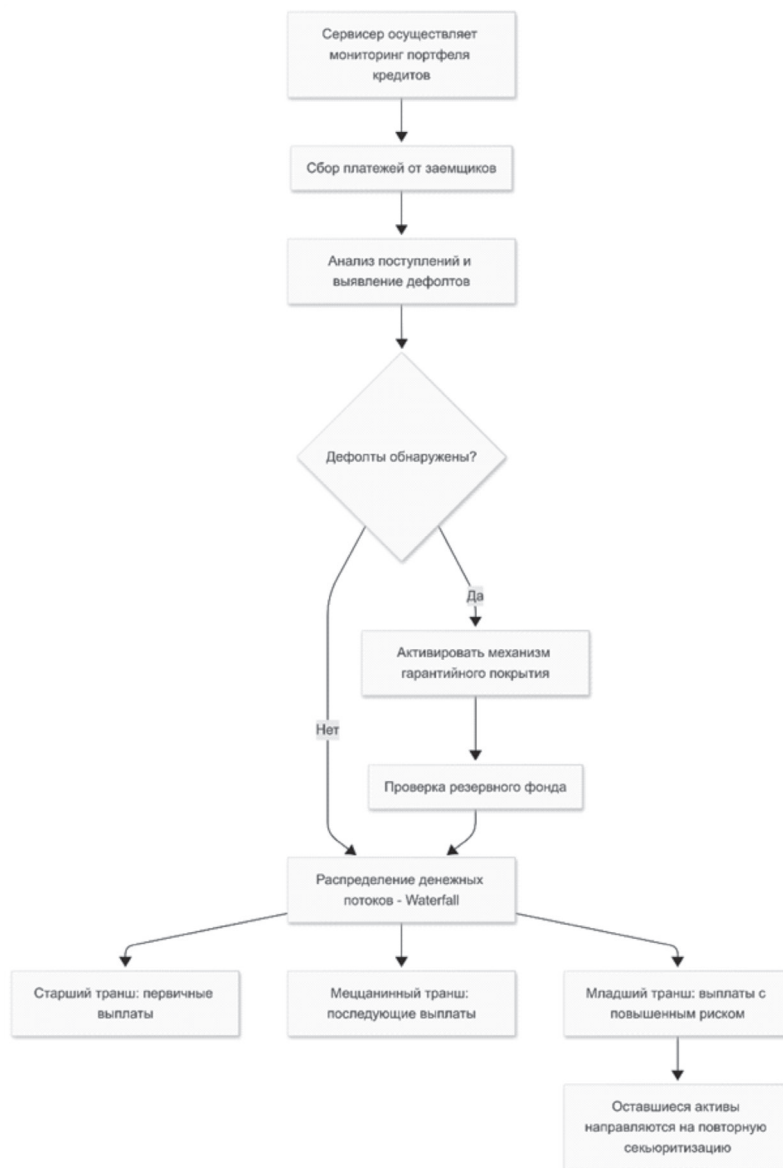 Сервисер осуществляет
мониторинг портфеля
кредитов
Сбор платежей от заемщиков
Анализ поступлений и
выявление дефолтов
Дефолты обнаружены?
Да
Активировать механизм
гарантийного покрытия
Нет
Проверка резервного фонда
Распределение денежных
потоков - Waterfall
Старший транш: первичные
выплаты
Меццанинный транш:
последующие выплаты
Младший транш: выплаты с
повышенным риском
Оставшиеся активы
направляются на повторную
секьюритизацию